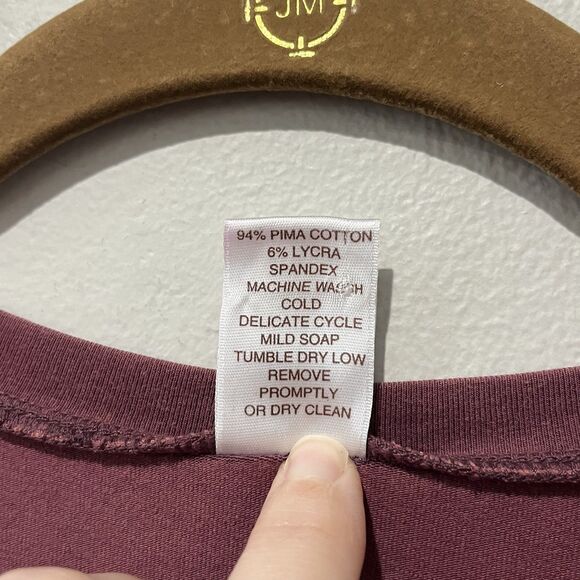 JM
94% PIMA COTTON
6% LYCRA
SPANDEX
MACHINE WASH
COLD
DELICATE CYCLE
MILD SOAP
TUMBLE DRY LOW
REMOVE
PROMPTLY
OR DRY CLEAN